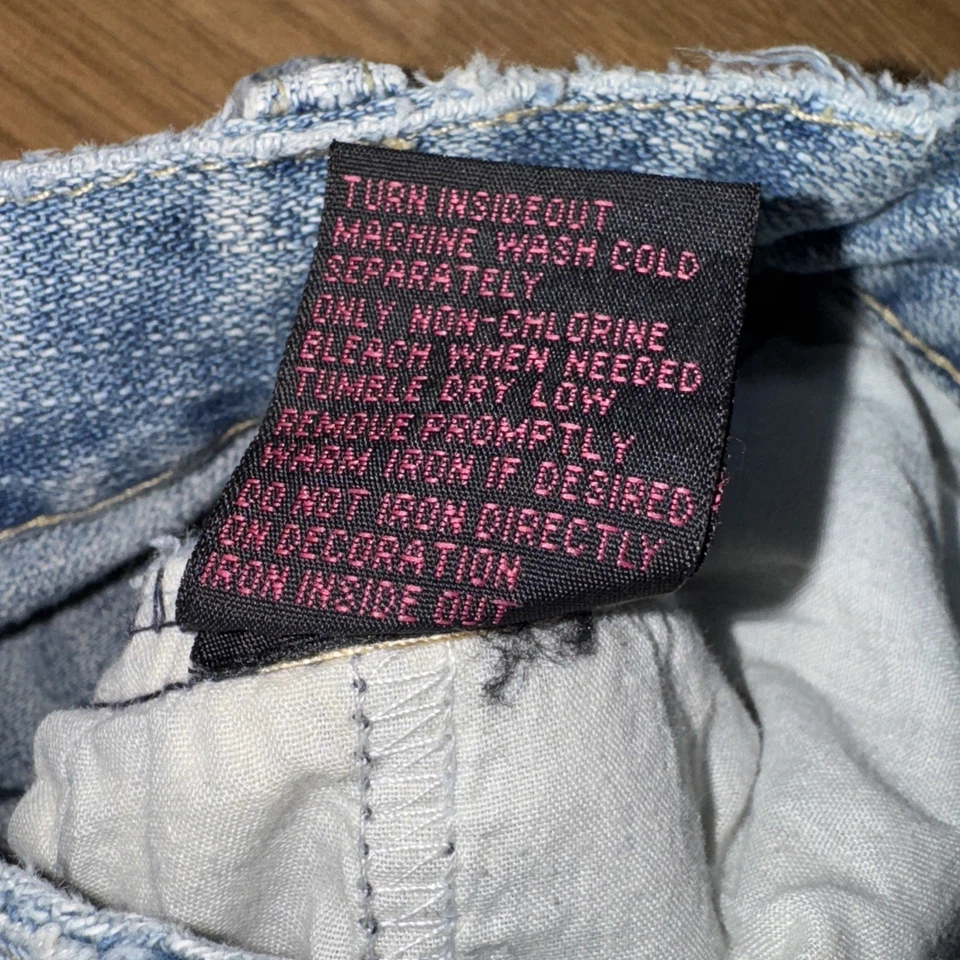 TURN INSIDEOUT
MACHINE WASH COLD
SEPARATELY
ONLY NON-CHLORINE
BLEACH WHEN NEEDED
TUMBLE DRY LOW
REMOVE PROMPTLY
WARM IRON IF DESIRED
DO NOT IRON DIRECTLY
ON DECORATION
IRON INSIDE OUT